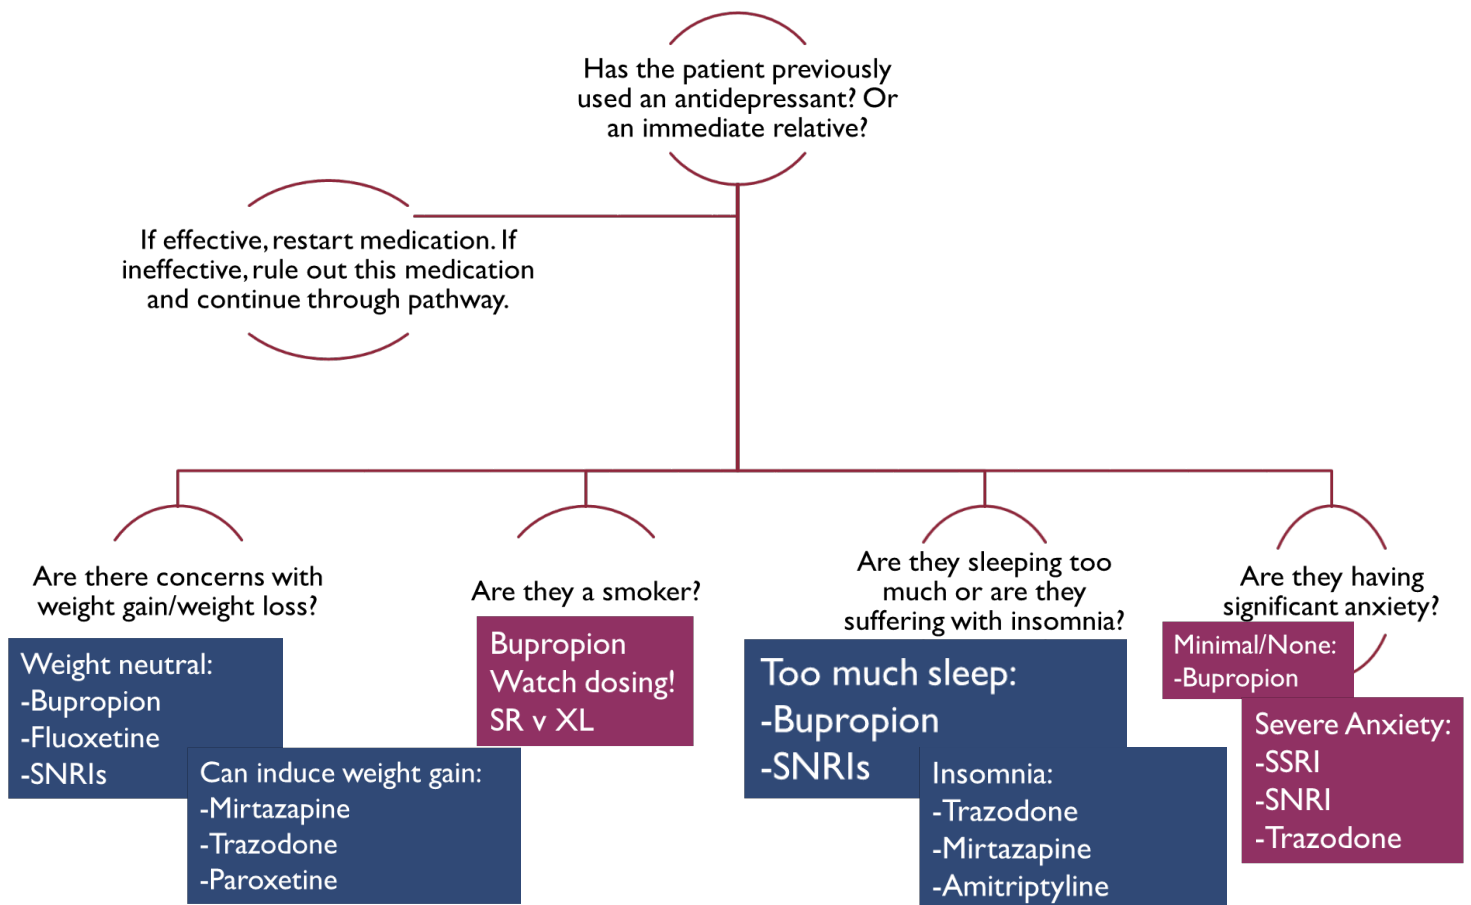 Has the patient previously
used an antidepressant? Or
an immediate relative?
If effective, restart medication. If
ineffective, rule out this medication
and continue through pathway.
Are there concerns with
weight gain/weight loss?
Weight neutral:
-Bupropion
-Fluoxetine
-SNRIs
Can induce weight gain:
-Mirtazapine
-Trazodone
-Paroxetine
Are they a smoker?
Bupropion
Watch dosing!
SR v XL
Are they sleeping too
much or are they
suffering with insomnia?
Too much sleep:
-Bupropion
-SNRIs
Insomnia:
-Trazodone
-Mirtazapine
-Amitriptyline
Are they having
significant anxiety?
Minimal/None:
-Bupropion
Severe Anxiety:
-SSRI
-SNRI
-Trazodone